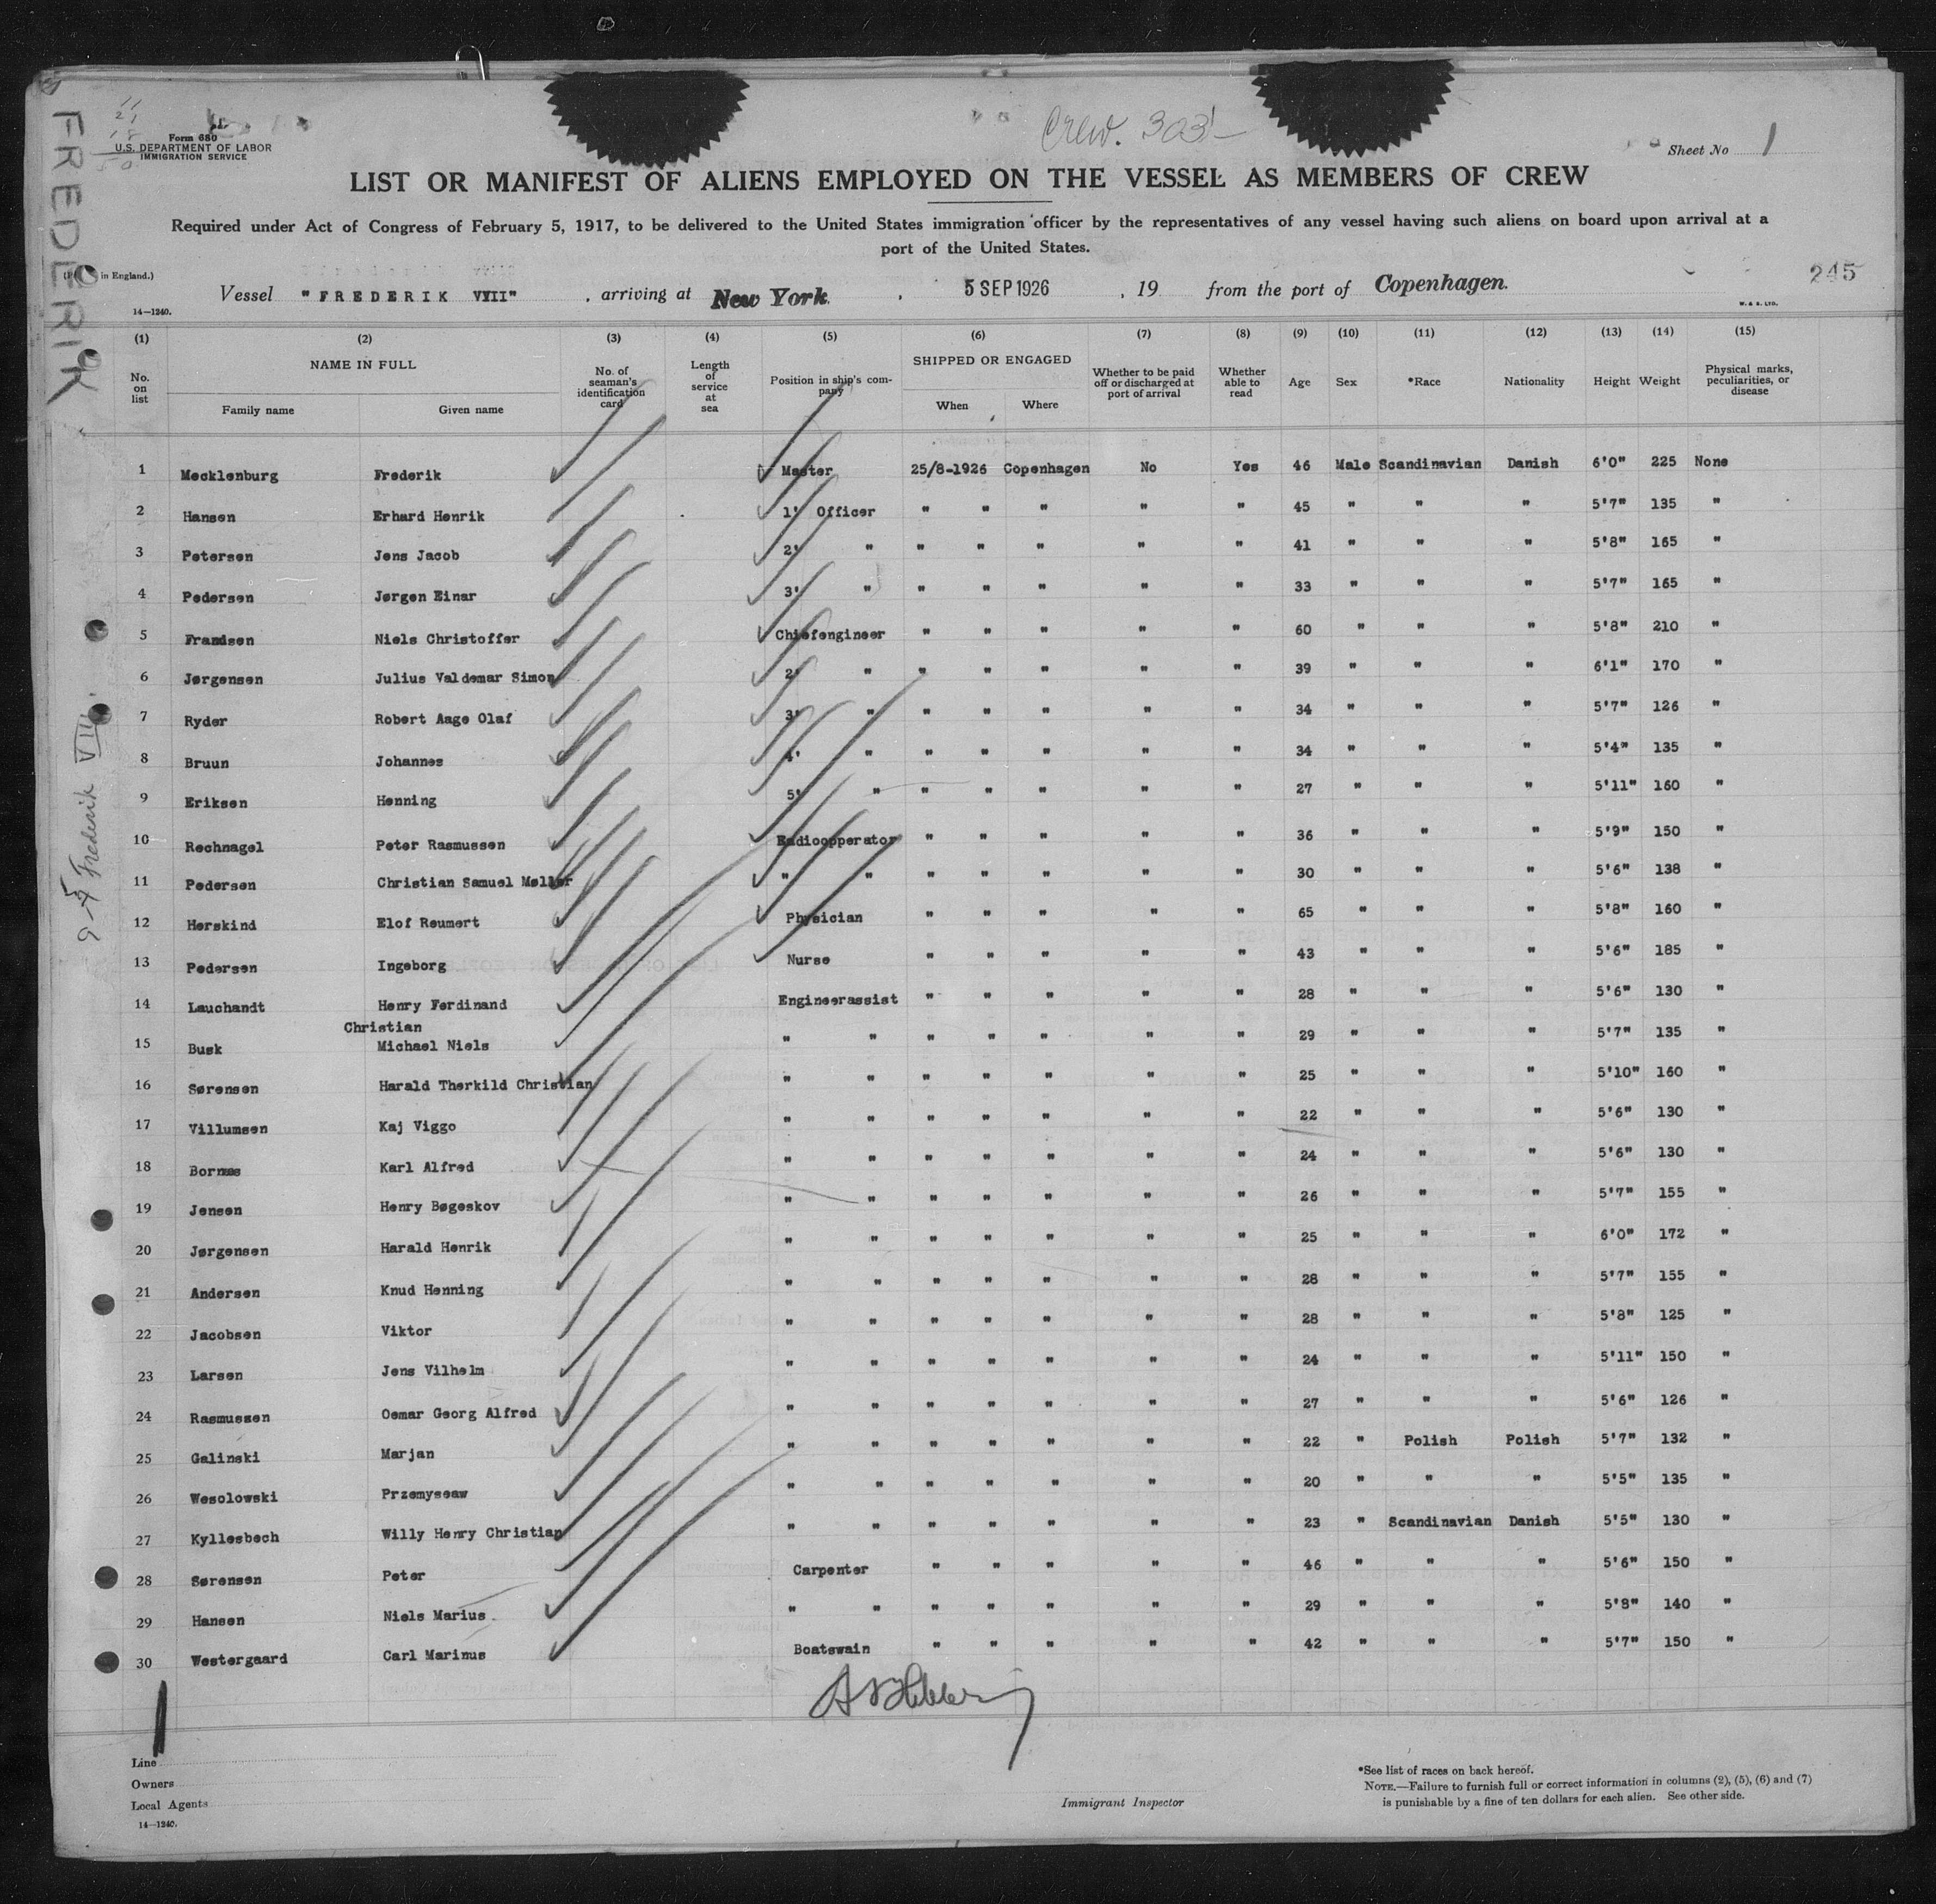 FREDERIK
11
21
18
50
Form 680
U.S. DEPARTMENT OF LABOR
IMMIGRATION SERVICE
Crew. 303
Sheet No 1
LIST OR MANIFEST OF ALIENS EMPLOYED ON THE VESSEL AS MEMBERS OF CREW
Required under Act of Congress of February 5, 1917, to be delivered to the United States immigration officer by the representatives of any vessel having such aliens on board upon arrival at a
port of the United States.
in England.)
245
Vessel "FREDERIK VIII" , arriving at New York , 5 SEP 1926 , 19 from the port of Copenhagen.
14—1240.
W. & S. LTD.
(1) (2) (3) (4) (5) (6) (7) (8) (9) (10) (11) (12) (13) (14) (15)
No. on list NAME IN FULL No. of seaman's identification card Length of service at sea Position in ship's company SHIPPED OR ENGAGED Whether to be paid off or discharged at port of arrival Whether able to read Age Sex *Race Nationality Height Weight Physical marks, peculiarities, or disease
Family name Given name When Where
1 Mecklenburg Frederik Master 25/8-1926 Copenhagen No Yes 46 Male Scandinavian Danish 6'0" 225 None
2 Hansen Erhard Henrik 1' Officer " " " " " 45 " " " 5'7" 135 "
3 Petersen Jens Jacob 2' " " " " " " 41 " " " 5'8" 165 "
4 Pedersen Jørgen Einar 3' " " " " " " 33 " " " 5'7" 165 "
5 Frandsen Niels Christoffer Chiefengineer " " " " " 60 " " " 5'8" 210 "
6 Jørgensen Julius Valdemar Simon 2' " " " " " " 39 " " " 6'1" 170 "
7 Ryder Robert Aage Olaf 3' " " " " " " 34 " " " 5'7" 126 "
8 Bruun Johannes 4' " " " " " " 34 " " " 5'4" 135 "
9 Eriksen Henning 5' " " " " " " 27 " " " 5'11" 160 "
10 Rechnagel Peter Rasmussen Radiooperator " " " " " 36 " " " 5'9" 150 "
11 Pedersen Christian Samuel Møller " " " " " " " 30 " " " 5'6" 138 "
12 Herskind Elof Reumert Physician " " " " " 65 " " " 5'8" 160 "
13 Pedersen Ingeborg Nurse " " " " " 43 " " " 5'6" 185 "
14 Lauchandt Henry Ferdinand Engineerassist " " " " " 28 " " " 5'6" 130 "
Christian
15 Busk Michael Niels " " " " " " " 29 " " " 5'7" 135 "
16 Sørensen Harald Therkild Christian " " " " " " " 25 " " " 5'10" 160 "
17 Villumsen Kaj Viggo " " " " " " " 22 " " " 5'6" 130 "
18 Karl Alfred " " " " " " " 24 " " " 5'6" 130 "
19 Jensen Henry Bøgeskov " " " " " " " 26 " " " 5'7" 155 "
20 Jørgensen Harald Henrik " " " " " " " 25 " " " 6'0" 172 "
21 Andersen Knud Henning " " " " " " " 28 " " " 5'7" 155 "
22 Jacobsen Viktor " " " " " " " 28 " " " 5'8" 125 "
23 Larsen Jens Vilhelm " " " " " " " 24 " " " 5'11" 150 "
24 Rasmussen Osmar Georg Alfred " " " " " " " 27 " " " 5'6" 126 "
25 Galinski Marjan " " " " " " " 22 " Polish Polish 5'7" 132 "
26 Wesolowski Przemyseaw " " " " " " " 20 " " " 5'5" 135 "
27 Kyllesbech Willy Henry Christian " " " " " " " 23 " Scandinavian Danish 5'5" 130 "
28 Sørensen Peter Carpenter " " " " " 46 " " " 5'6" 150 "
29 Hansen Niels Marius " " " " " " " 29 " " " 5'8" 140 "
30 Westergaard Carl Marinus Boatswain " " " " " 42 " " " 5'7" 150 "
Frederik VIII
Line
Owners
Local Agents
14—1240.
Immigrant Inspector
*See list of races on back hereof.
NOTE.—Failure to furnish full or correct information in columns (2), (5), (6) and (7)
is punishable by a fine of ten dollars for each alien. See other side.